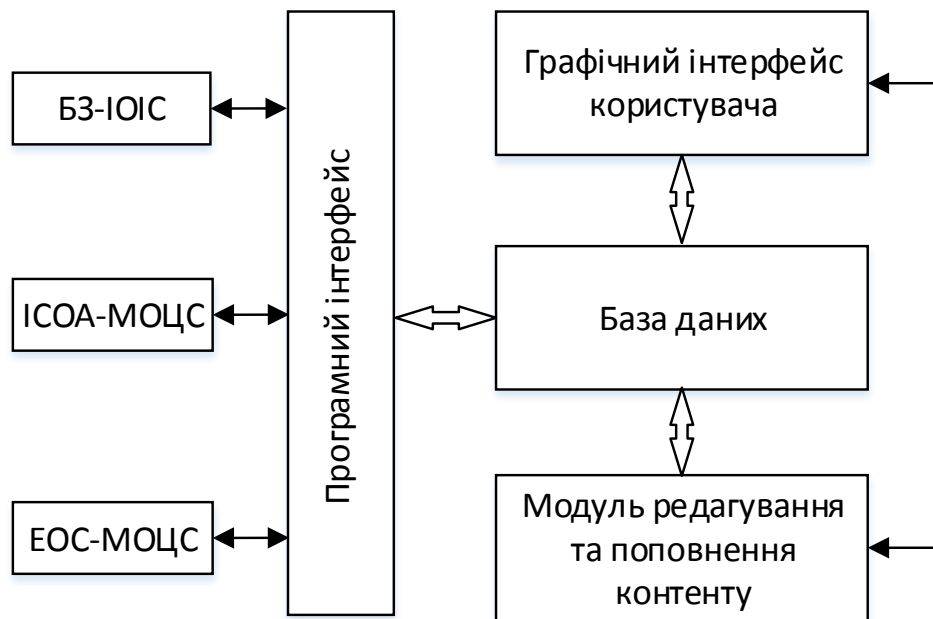 БЗ-ІОІС
ІСОА-МОЦС
ЕОС-МОЦС
Програмний інтерфейс
Графічний інтерфейс
користувача
База даних
Модуль редагування
та поповнення
контенту